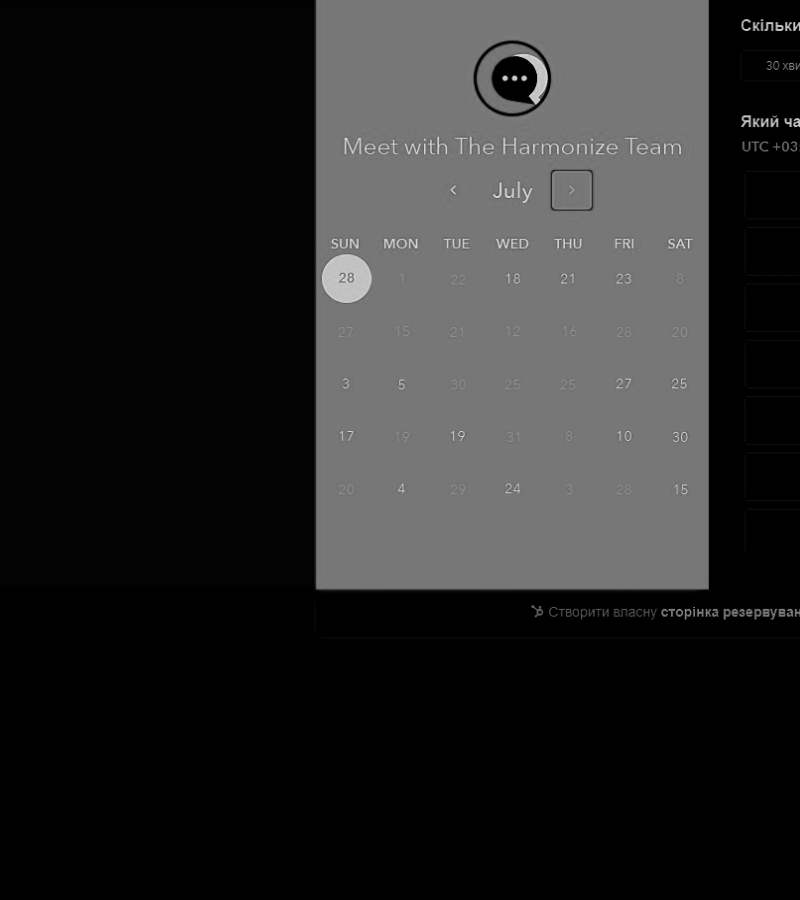 Скільки
30 хви
Який ча
UTC +03:
Meet with The Harmonize Team
July
SUN MON TUE WED THU FRI SAT
28 1 22 18 21 23 8
27 15 21 12 16 28 20
3 5 30 25 25 27 25
17 19 19 31 8 10 30
20 4 29 24 3 28 15
Створити власну сторінка резервуван